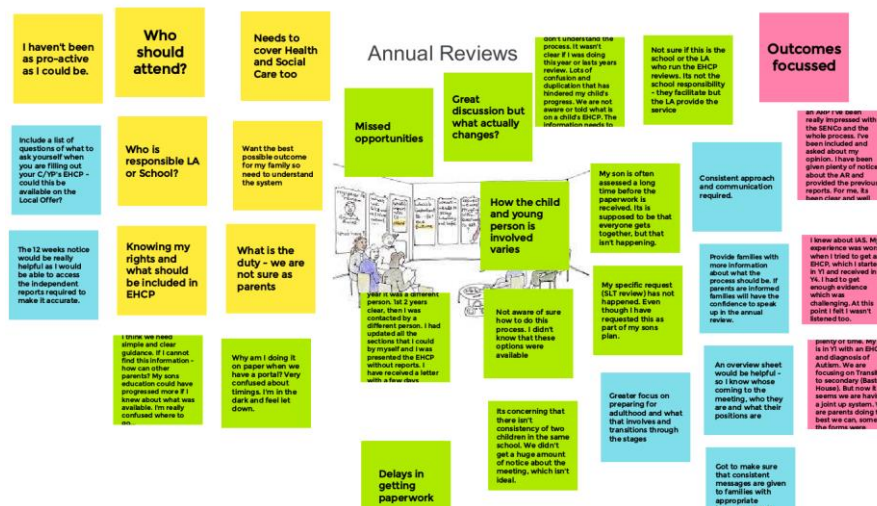 I haven't been
as pro-active
as I could be.
Who
should
attend?
Needs to
cover Health
and Social
Care too
Annual Reviews
don't understand the
process. It wasn't
clear if I was doing
this year or lasts years
review. Lots of
confusion and
duplication that has
hindered my child's
progress. We are not
aware or told what is
on a child's EHCP. The
information needs to
Not sure if this is the
school or the LA
who run the EHCP
reviews. Its not the
school responsibility
- they facilitate but
the LA provide the
service
Outcomes
focussed
Missed
opportunities
Great
discussion but
what actually
changes?
Include a list of
questions of what to
ask yourself when
you are filling out
your C/YP's EHCP -
could this be
available on the
Local Offer?
Who is
responsible LA
or School?
Want the best
possible outcome
for my family so
need to understand
the system
How the child
and young
person is
involved
varies
My son is often
assessed a long
time before the
paperwork is
received. Its is
supposed to be that
everyone gets
together, but that
isn't happening.
Consistent
approach and
communication
required.
an ARP I've been
really impressed with
the SENCo and the
whole process. I've
been included and
asked about my
opinion. I have been
given plenty of notice
about the AR and
provided the previous
reports. For me, its
been clear and well
The 12 weeks notice
would be really
helpful as I would
be able to access
the independent
reports required to
make it accurate.
Knowing my
rights and what
should be
included in
EHCP
What is the
duty - we are
not sure as
parents
year it was a different
person. 1st 2 years
clear, then I was
contacted by a
different person. I had
updated all the
sections that I could
by myself and I was
presented the EHCP
without reports. I
have received a letter
with a few days
Not aware of
sure how to do this
process. I didn't
know that these
options were
available
My specific request
(SLT review) has
not happened. Even
though I have
requested this as
part of my sons
plan.
Provide families with
more information
about what the
process should be. If
parents are informed
families will have the
confidence to speak
up in the annual
review.
I knew about IAS. My
experience was
when I tried to get a
EHCP, which I
in Y1 and received in
Y4. I had to get
enough evidence
which was
challenging. At this
point I felt I wasn't
listened too.
I think we need
simple and clear
guidance. If I cannot
find this information -
how can other
parents? My sons
education could have
progressed more if I
knew about what was
available. I'm really
confused where to
go...
Why am I doing it
on paper when we
have a portal? Very
confused about
timings. I'm in the
dark and feel let
down.
Its concerning that
there isn't
consistency of two
children in the same
school. We didn't
get a huge amount
of notice about the
meeting, which isn't
ideal.
Greater focus on
preparing for
adulthood and what
that involves and
transitions through
the stages
An overview sheet
would be helpful -
so I know whose
coming to the
meeting, who they
are and what their
positions are
plenty of time. My
is in Y1 with an
and diagnosis of
Autism. We are
focusing on
to secondary
House). But now it
seems we are
a joint up system.
are parents doing
best we can,
the forms were
Delays in
getting
paperwork
Got to make sure
that consistent
messages are given
to families with
appropriate